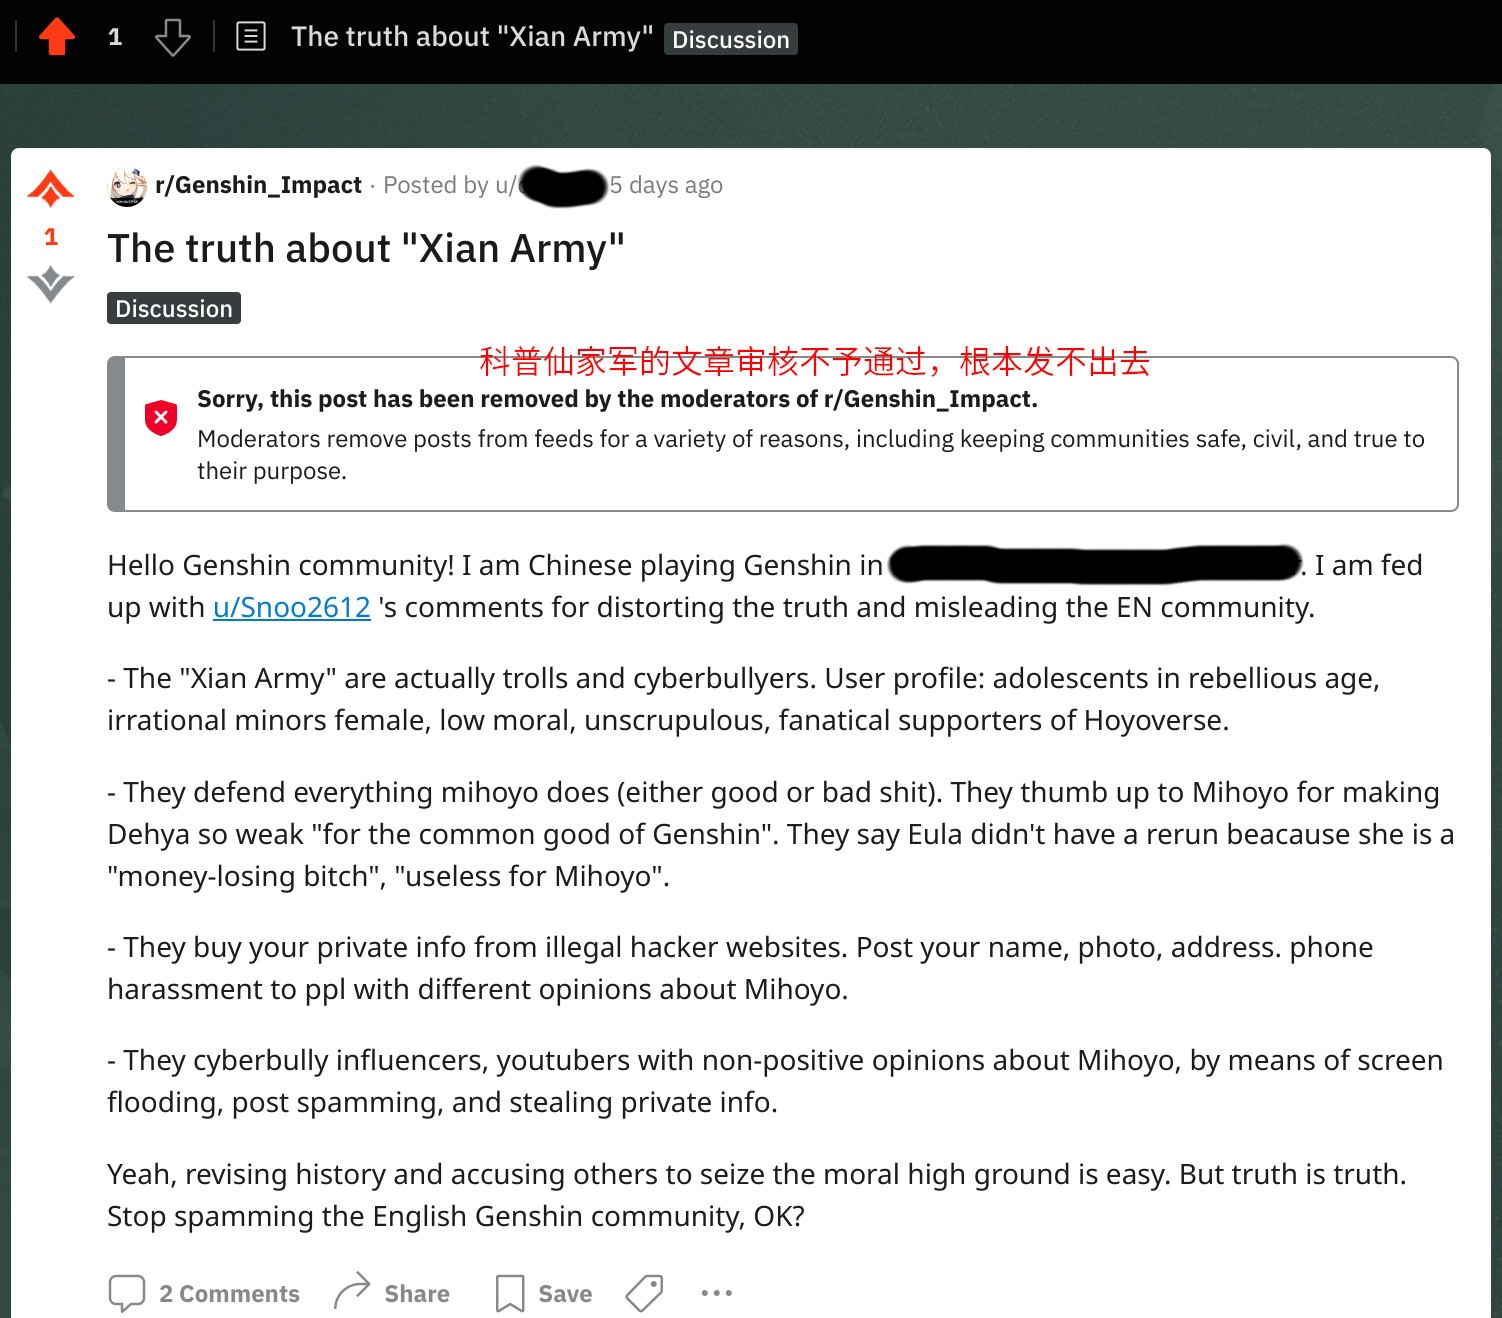 1 The truth about "Xian Army" Discussion
r/Genshin_Impact · Posted by u/ 5 days ago
1
The truth about "Xian Army"
Discussion
科普仙家军的文章审核不予通过，根本发不出去
Sorry, this post has been removed by the moderators of r/Genshin_Impact.
Moderators remove posts from feeds for a variety of reasons, including keeping communities safe, civil, and true to
their purpose.
Hello Genshin community! I am Chinese playing Genshin in . I am fed
up with u/Snoo2612 's comments for distorting the truth and misleading the EN community.
- The "Xian Army" are actually trolls and cyberbullyers. User profile: adolescents in rebellious age,
irrational minors female, low moral, unscrupulous, fanatical supporters of Hoyoverse.
- They defend everything mihoyo does (either good or bad shit). They thumb up to Mihoyo for making
Dehya so weak "for the common good of Genshin". They say Eula didn't have a rerun beacause she is a
"money-losing bitch", "useless for Mihoyo".
- They buy your private info from illegal hacker websites. Post your name, photo, address. phone
harassment to ppl with different opinions about Mihoyo.
- They cyberbully influencers, youtubers with non-positive opinions about Mihoyo, by means of screen
flooding, post spamming, and stealing private info.
Yeah, revising history and accusing others to seize the moral high ground is easy. But truth is truth.
Stop spamming the English Genshin community, OK?
2 Comments Share Save